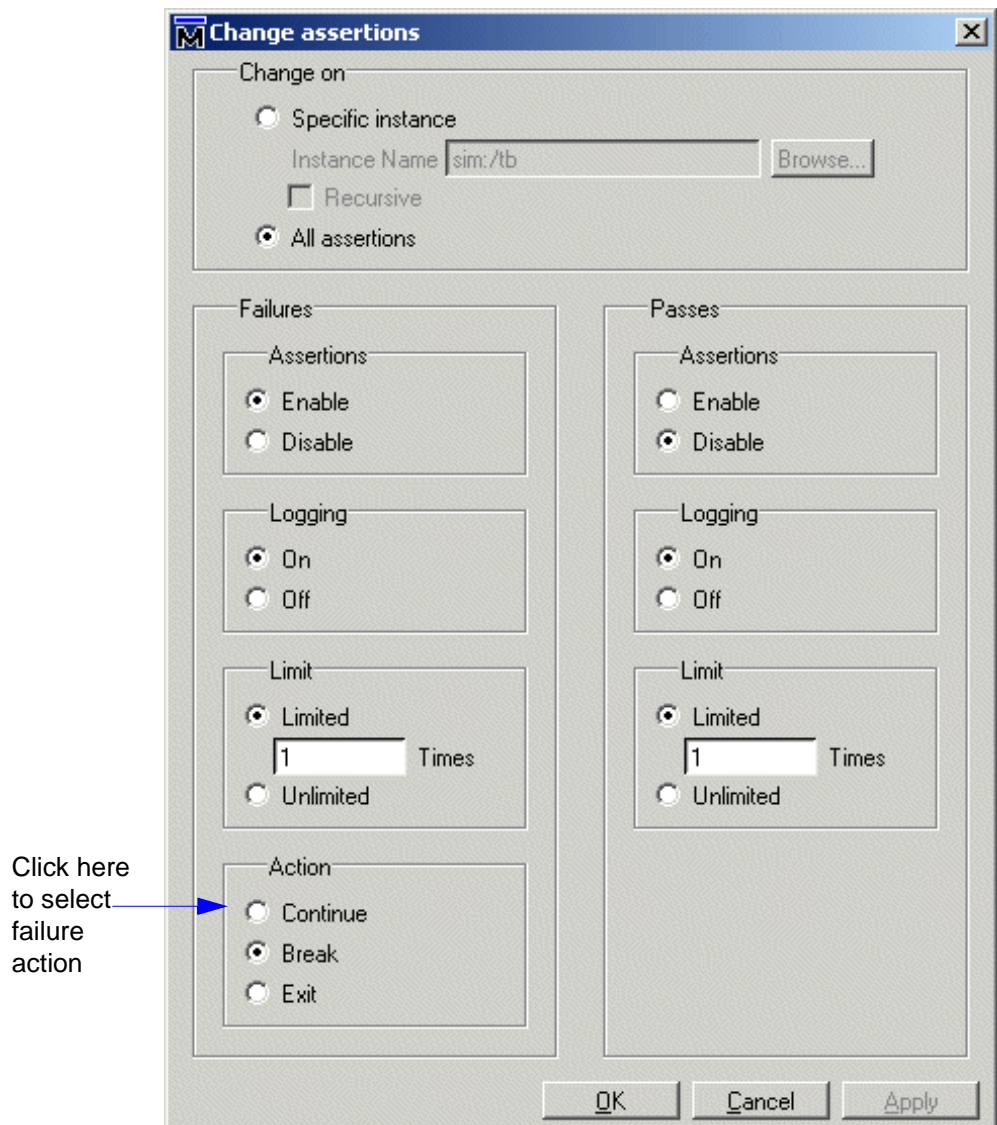 Change assertions
Change on
Specific instance
Instance Name sim:/tb Browse...
Recursive
All assertions
Failures
Assertions
Enable
Disable
Logging
On
Off
Limit
Limited
1 Times
Unlimited
Action
Continue
Break
Exit
Passes
Assertions
Enable
Disable
Logging
On
Off
Limit
Limited
1 Times
Unlimited
Click here
to select
failure
action
OK Cancel Apply